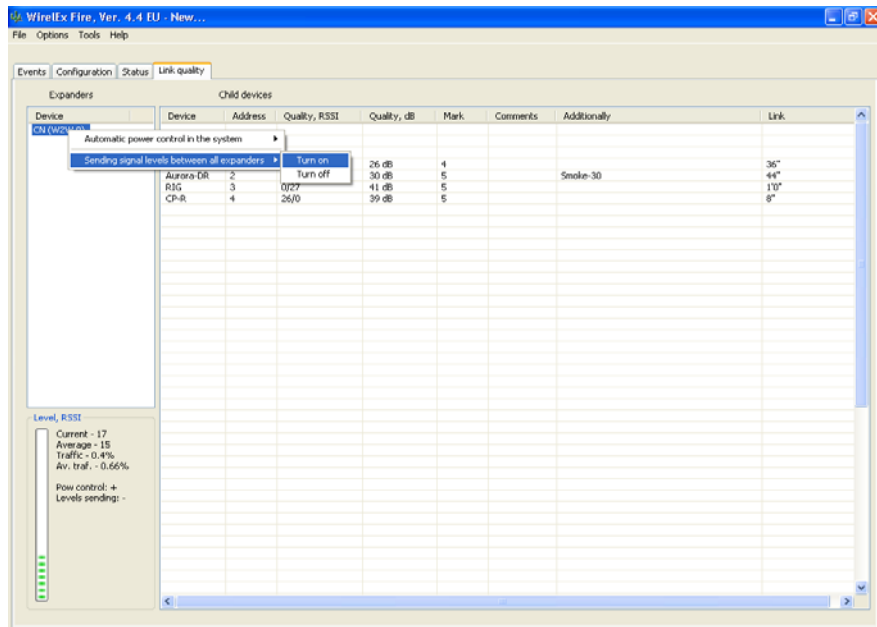 WirelEx Fire, Ver. 4.4 EU - New...
File Options Tools Help
Events Configuration Status Link quality
Expanders Child devices
Device Device Address Quality, RSSI Quality, dB Mark Comments Additionally Link
CN
Automatic power control in the system
Sending signal levels between all expanders Turn on
Turn off
26 dB 4 36"
Aurora-DR 2 30 dB 5 Smoke-30 44"
RIG 3 0/27 41 dB 5 1'0"
CP-R 4 26/0 39 dB 5 8"
Level, RSSI
Current - 17
Average - 15
Traffic - 0.4%
Av. traf. - 0.66%
Pow control: +
Levels sending: -